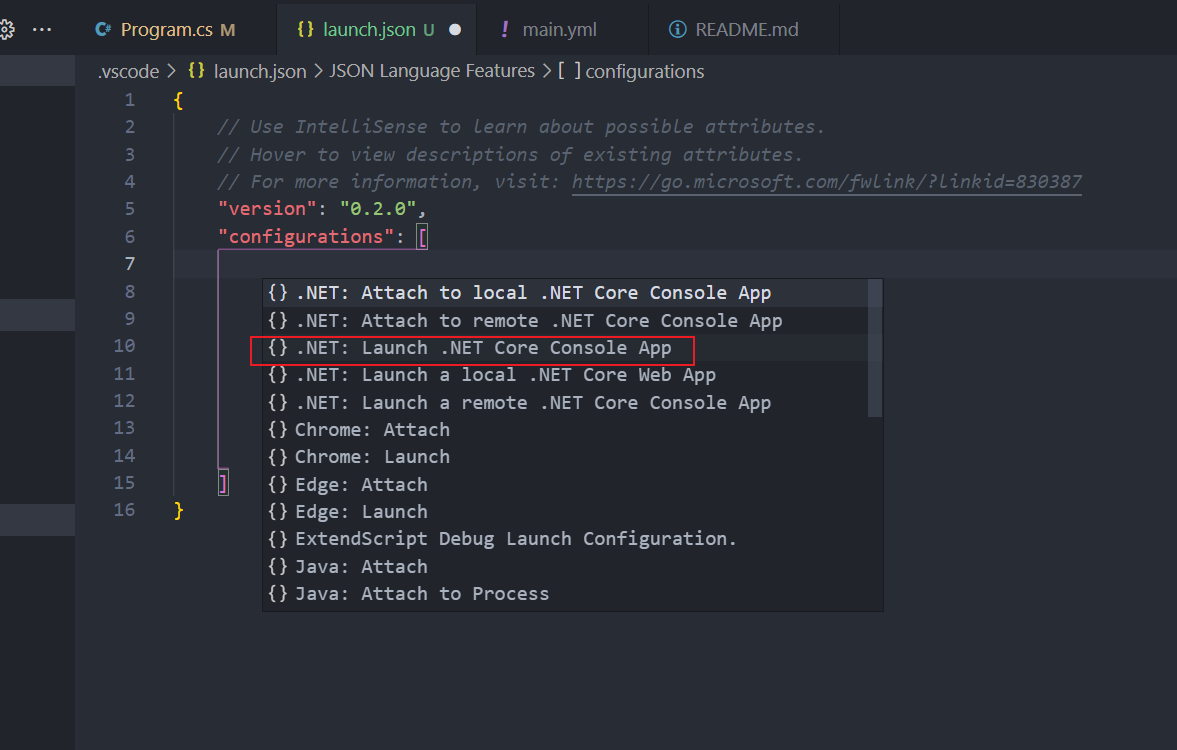 Program.cs M launch.json U main.yml README.md
.vscode > {} launch.json > JSON Language Features > [ ] configurations
1 {
2 // Use IntelliSense to learn about possible attributes.
3 // Hover to view descriptions of existing attributes.
4 // For more information, visit: https://go.microsoft.com/fwlink/?linkid=830387
5 "version": "0.2.0",
6 "configurations": [
7
8 {} .NET: Attach to local .NET Core Console App
9 {} .NET: Attach to remote .NET Core Console App
10 {} .NET: Launch .NET Core Console App
11 {} .NET: Launch a local .NET Core Web App
12 {} .NET: Launch a remote .NET Core Console App
13 {} Chrome: Attach
14 {} Chrome: Launch
15 ] {} Edge: Attach
16 } {} Edge: Launch
{} ExtendScript Debug Launch Configuration.
{} Java: Attach
{} Java: Attach to Process